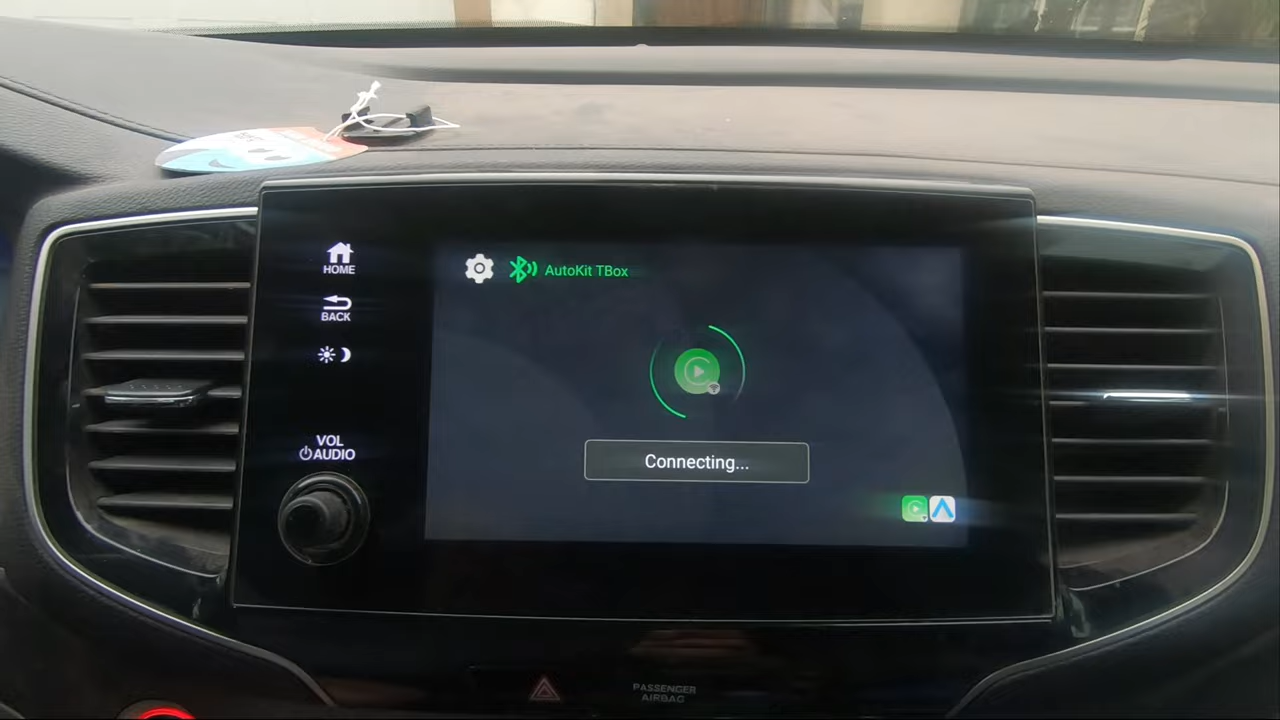 HOME
BACK
VOL
AUDIO
AutoKit TBox
Connecting...
PASSENGER
AIRBAG